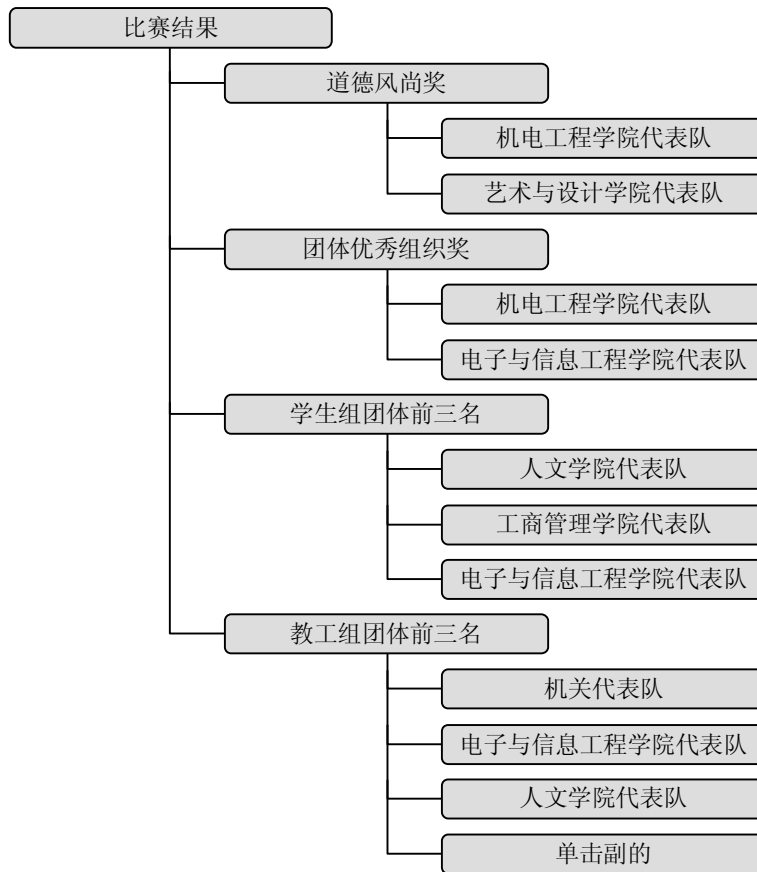 比赛结果
道德风尚奖
机电工程学院代表队
艺术与设计学院代表队
团体优秀组织奖
机电工程学院代表队
电子与信息工程学院代表队
学生组团体前三名
人文学院代表队
工商管理学院代表队
电子与信息工程学院代表队
教工组团体前三名
机关代表队
电子与信息工程学院代表队
人文学院代表队
单击副的